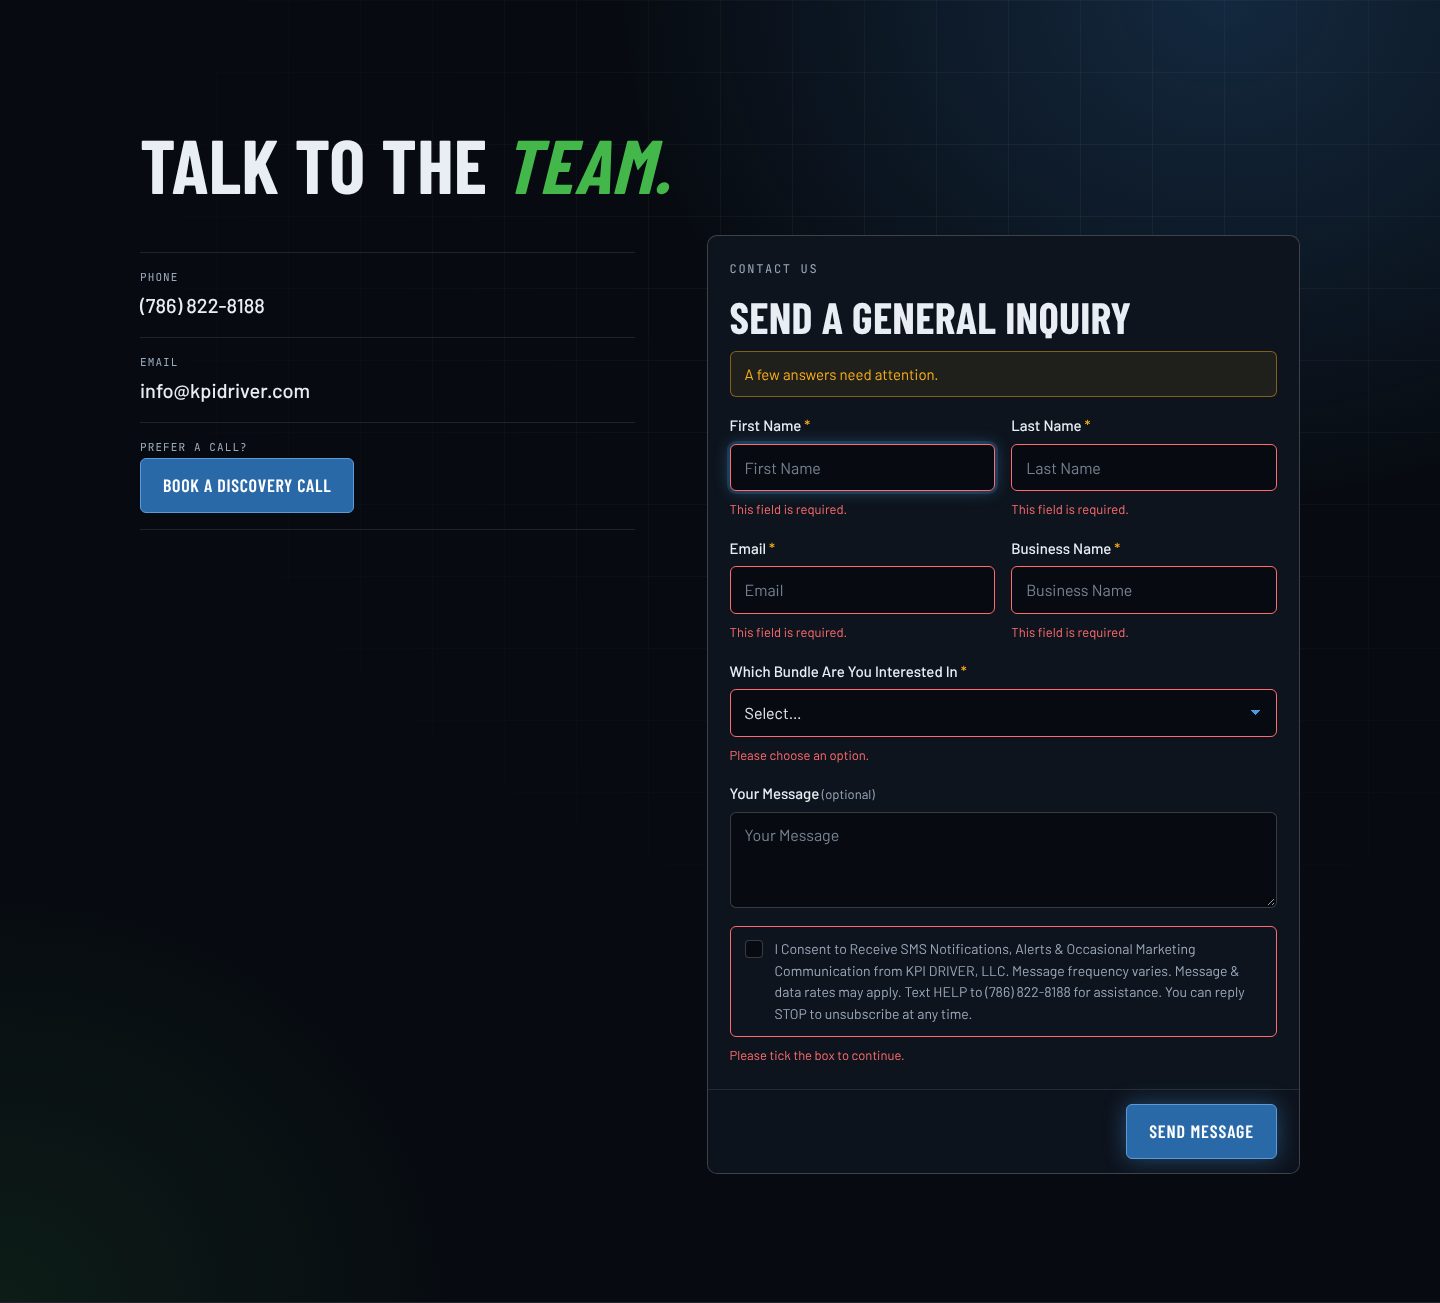 TALK TO THE TEAM.
PHONE
(786) 822-8188
EMAIL
info@kpidriver.com
PREFER A CALL?
BOOK A DISCOVERY CALL
CONTACT US
SEND A GENERAL INQUIRY
A few answers need attention.
First Name *
Last Name *
First Name
Last Name
This field is required.
This field is required.
Email *
Business Name *
Email
Business Name
This field is required.
This field is required.
Which Bundle Are You Interested In *
Select...
Please choose an option.
Your Message (optional)
Your Message
I Consent to Receive SMS Notifications, Alerts & Occasional Marketing
Communication from KPI DRIVER, LLC. Message frequency varies. Message &
data rates may apply. Text HELP to (786) 822-8188 for assistance. You can reply
STOP to unsubscribe at any time.
Please tick the box to continue.
SEND MESSAGE